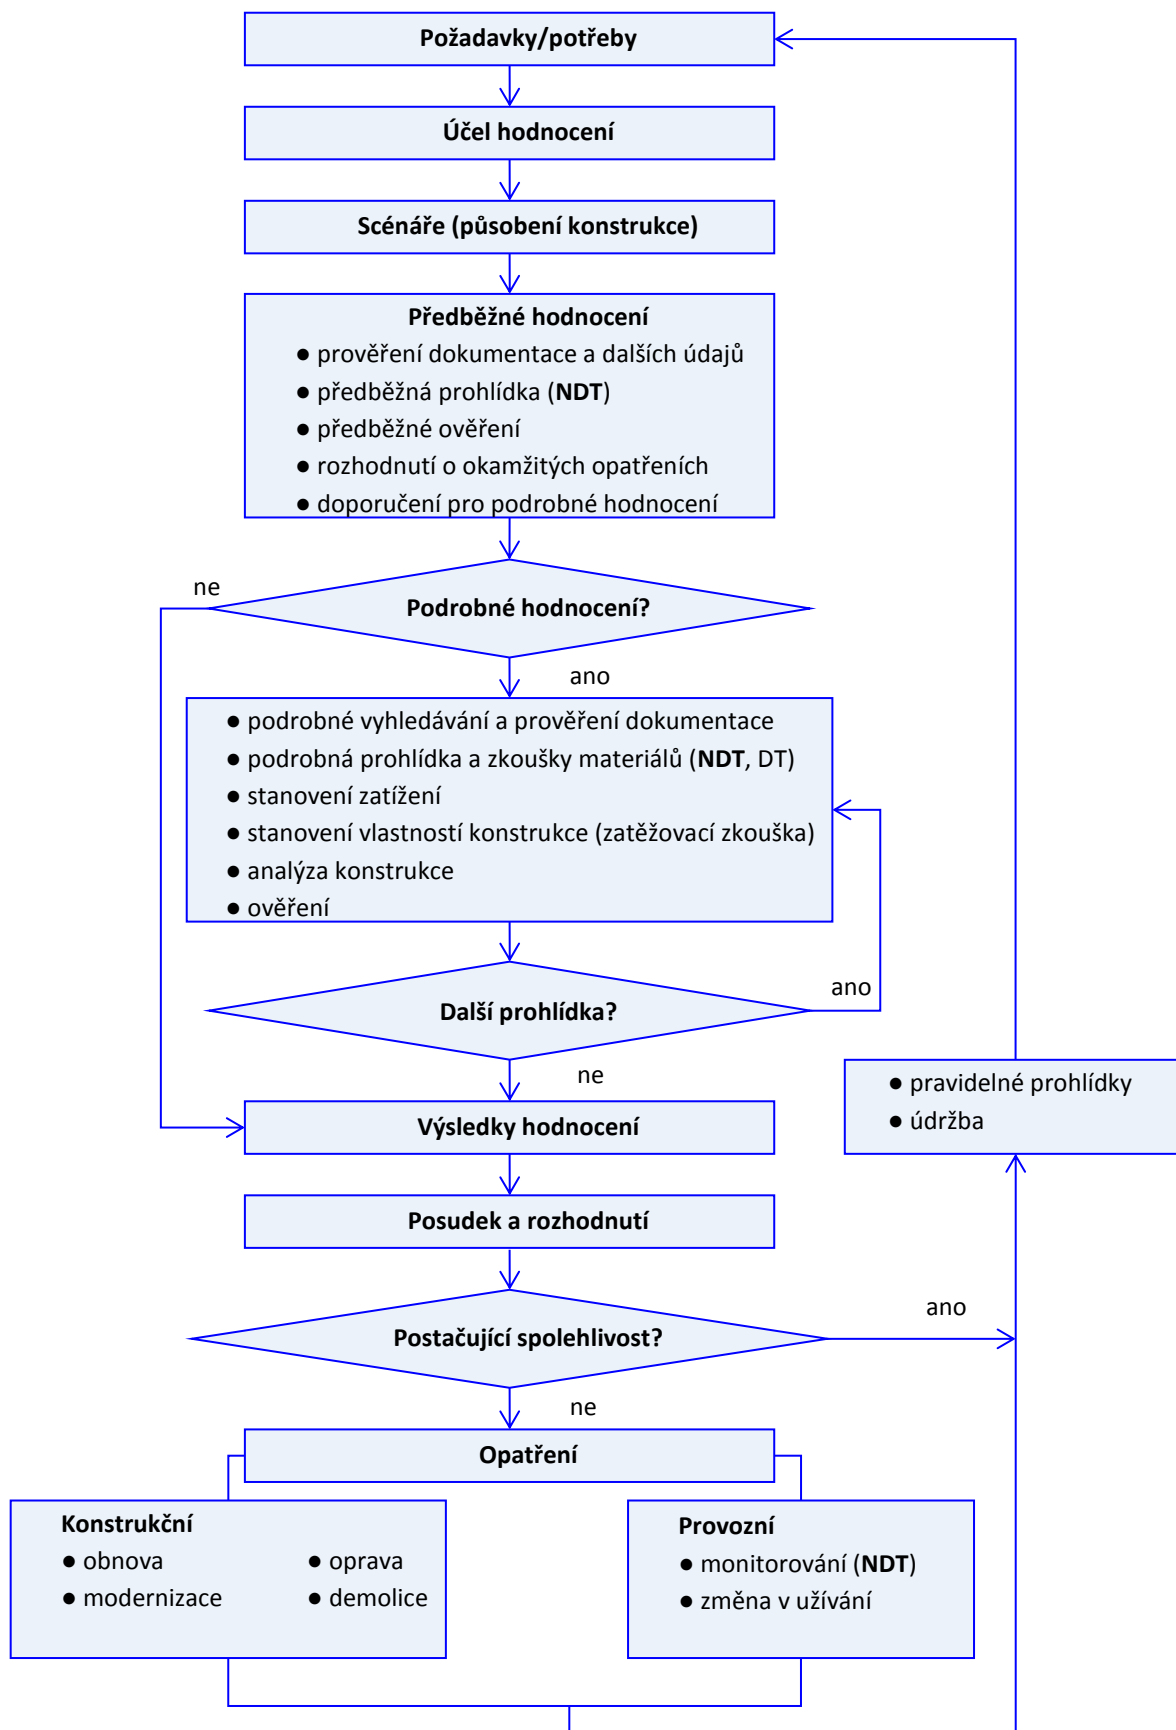 Požadavky/potřeby
Účel hodnocení
Scénáře (působení konstrukce)
Předběžné hodnocení
● prověření dokumentace a dalších údajů
● předběžná prohlídka (NDT)
● předběžné ověření
● rozhodnutí o okamžitých opatřeních
● doporučení pro podrobné hodnocení
ne
Podrobné hodnocení?
ano
● podrobné vyhledávání a prověření dokumentace
● podrobná prohlídka a zkoušky materiálů (NDT, DT)
● stanovení zatížení
● stanovení vlastností konstrukce (zatěžovací zkouška)
● analýza konstrukce
● ověření
Další prohlídka?
ano
ne
● pravidelné prohlídky
● údržba
Výsledky hodnocení
Posudek a rozhodnutí
Postačující spolehlivost?
ano
ne
Opatření
Konstrukční
● obnova
● oprava
● modernizace
● demolice
Provozní
● monitorování (NDT)
● změna v užívání